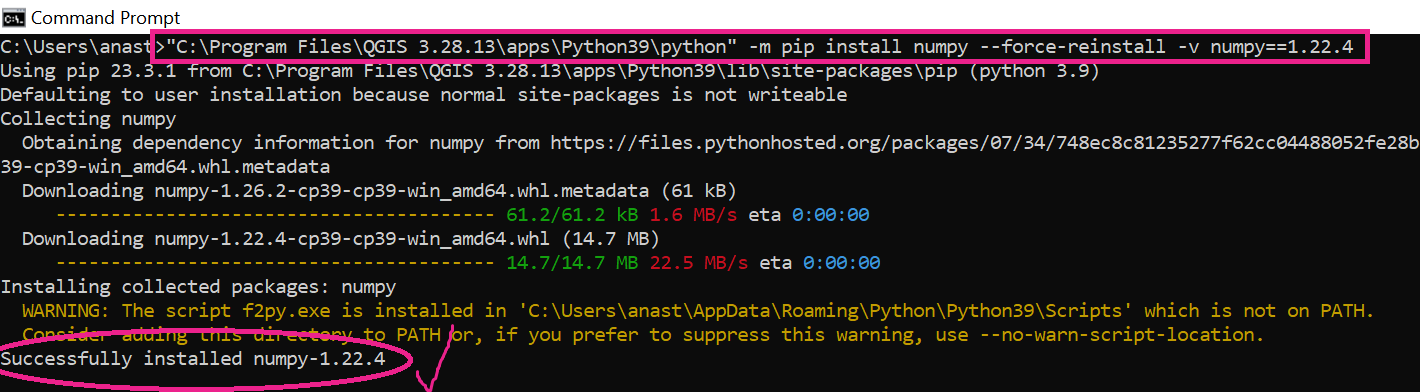 Command Prompt
C:\Users\anast>"C:\Program Files\QGIS 3.28.13\apps\Python39\python" -m pip install numpy --force-reinstall -v numpy==1.22.4
Using pip 23.3.1 from C:\Program Files\QGIS 3.28.13\apps\Python39\lib\site-packages\pip (python 3.9)
Defaulting to user installation because normal site-packages is not writeable
Collecting numpy
  Obtaining dependency information for numpy from https://files.pythonhosted.org/packages/07/34/748ec8c81235277f62cc04488052fe28b
39-cp39-win_amd64.whl.metadata
  Downloading numpy-1.26.2-cp39-cp39-win_amd64.whl.metadata (61 kB)
     ---------------------------------------- 61.2/61.2 kB 1.6 MB/s eta 0:00:00
  Downloading numpy-1.22.4-cp39-cp39-win_amd64.whl (14.7 MB)
     ---------------------------------------- 14.7/14.7 MB 22.5 MB/s eta 0:00:00
Installing collected packages: numpy
  WARNING: The script f2py.exe is installed in 'C:\Users\anast\AppData\Roaming\Python\Python39\Scripts' which is not on PATH.
  Consider adding this directory to PATH or, if you prefer to suppress this warning, use --no-warn-script-location.
Successfully installed numpy-1.22.4